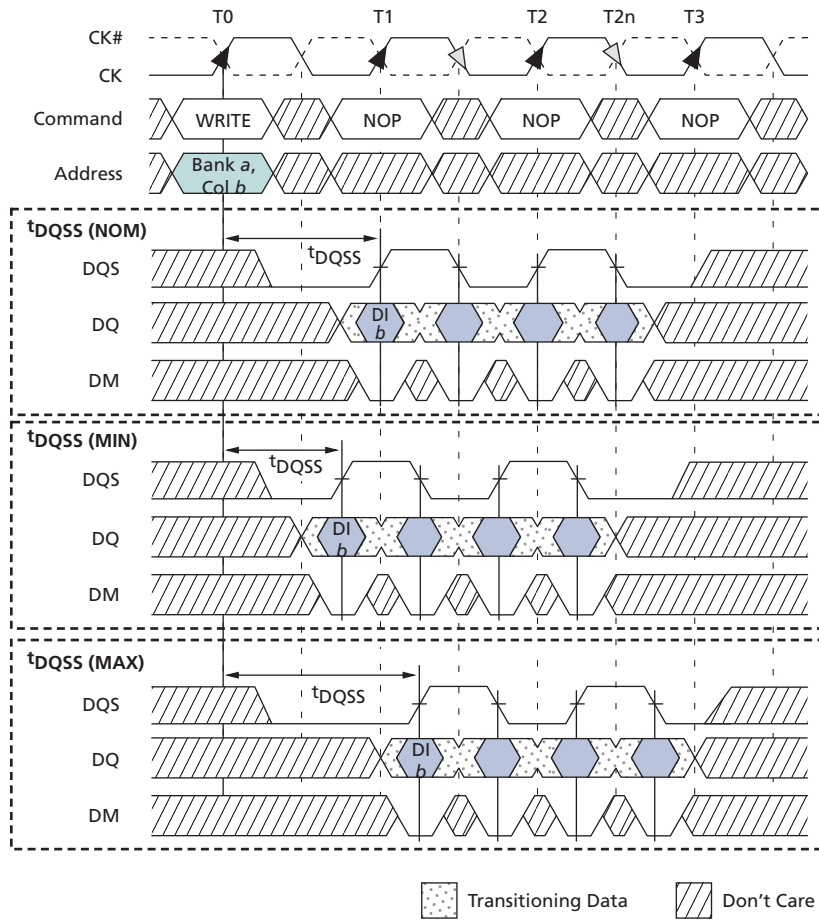 T0 T1 T2 T2n T3
CK#
CK
Command WRITE NOP NOP NOP
Address Bank a, Col b
tDQSS (NOM)
tDQSS
DQS
DQ DI b
DM
tDQSS (MIN)
tDQSS
DQS
DQ DI b
DM
tDQSS (MAX)
tDQSS
DQS
DQ DI b
DM
Transitioning Data Don't Care